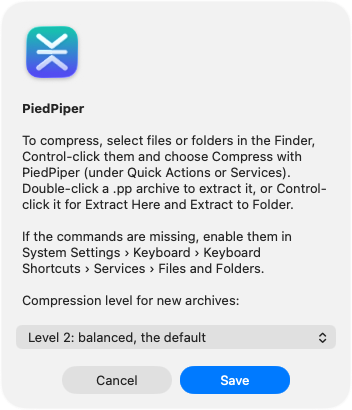 PiedPiper
To compress, select files or folders in the Finder,
Control-click them and choose Compress with
PiedPiper (under Quick Actions or Services).
Double-click a .pp archive to extract it, or Control-
click it for Extract Here and Extract to Folder.
If the commands are missing, enable them in
System Settings › Keyboard › Keyboard
Shortcuts › Services › Files and Folders.
Compression level for new archives:
Level 2: balanced, the default
Cancel
Save